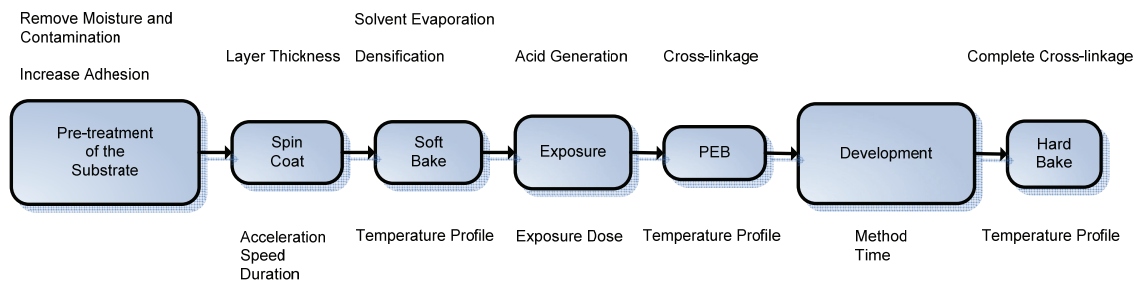 Remove Moisture and
Contamination
Increase Adhesion
Layer Thickness
Solvent Evaporation
Densification
Acid Generation
Cross-linkage
Complete Cross-linkage
Pre-treatment
of the
Substrate
Spin
Coat
Soft
Bake
Exposure
PEB
Development
Hard
Bake
Acceleration
Speed
Duration
Temperature Profile
Exposure Dose
Temperature Profile
Method
Time
Temperature Profile